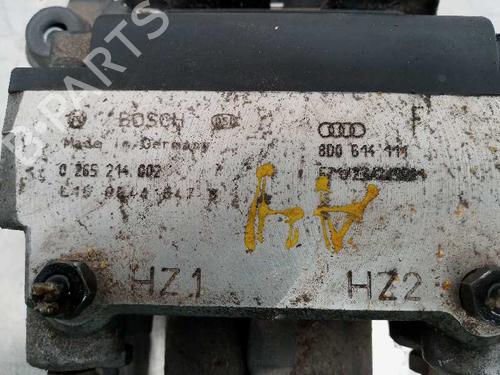 BOSCH
F
Made in Germany
8D0 614 111
0 265 214 002
HZ1
HZ2
B-PARTS